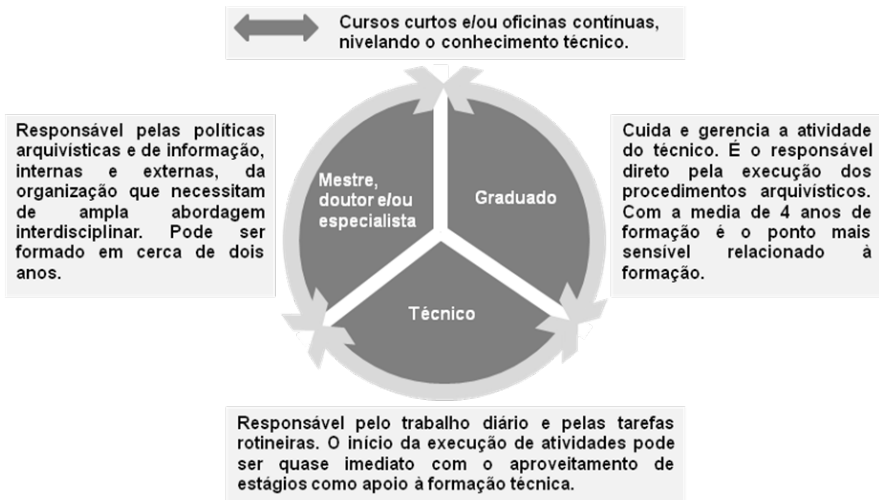 Cursos curtos e/ou oficinas contínuas,
nivelando o conhecimento técnico.
Responsável pelas políticas
arquivísticas e de informação,
internas e externas, da
organização que necessitam
de ampla abordagem
interdisciplinar. Pode ser
formado em cerca de dois
anos.
Mestre,
doutor e/ou
especialista
Graduado
Cuida e gerencia a atividade
do técnico. É o responsável
direto pela execução dos
procedimentos arquivísticos.
Com a media de 4 anos de
formação é o ponto mais
sensível relacionado à
formação.
Técnico
Responsável pelo trabalho diário e pelas tarefas
rotineiras. O início da execução de atividades pode
ser quase imediato com o aproveitamento de
estágios como apoio à formação técnica.